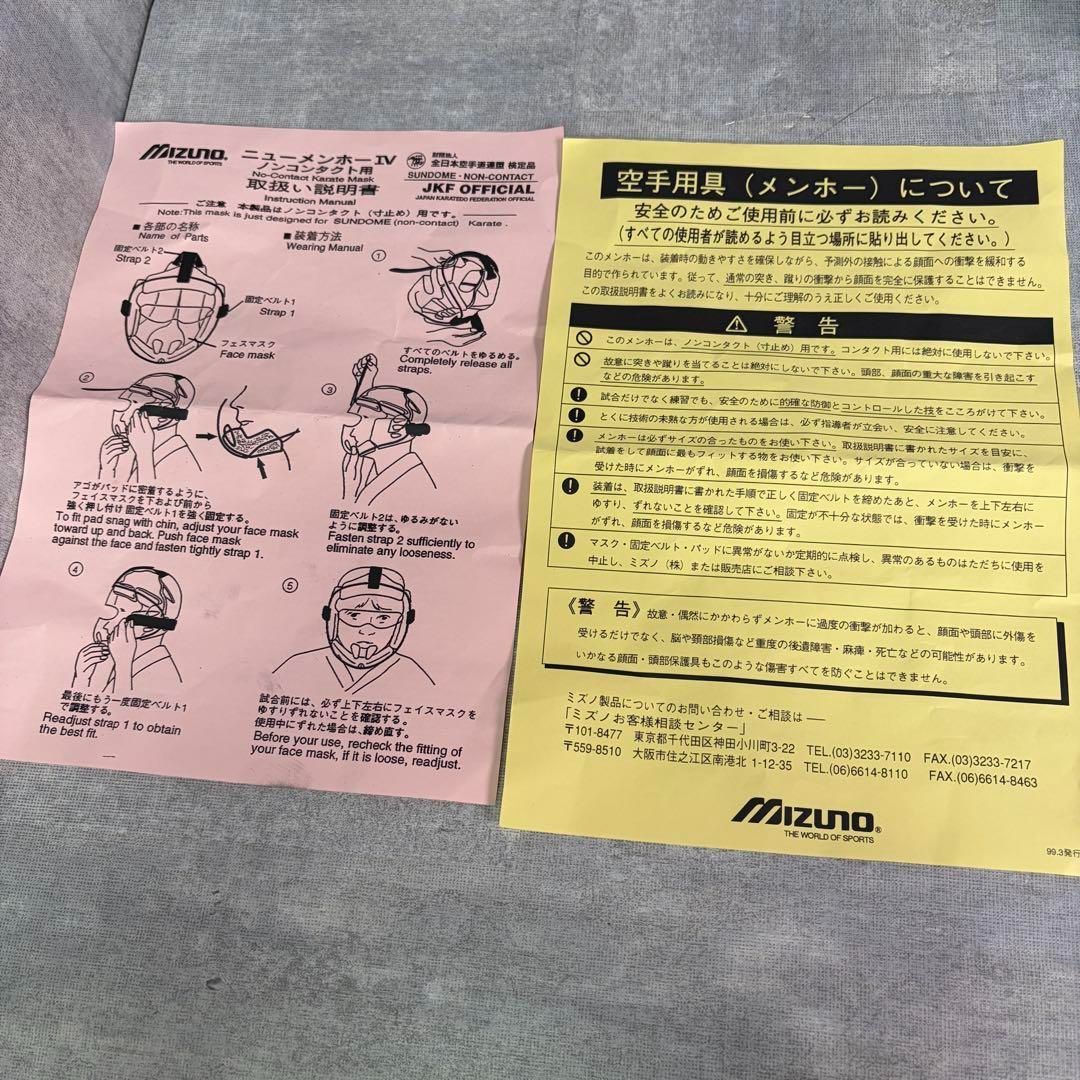 MIZUNO®
THE WORLD OF SPORTS
ニューメンホーIV
ノンコンタクト用
No-Contact Karate Mask
取扱い説明書
Instruction Manual
財団法人
全日本空手道連盟 検定品
SUNDOME・NON-CONTACT
JKF OFFICIAL
JAPAN KARATEDO FEDERATION OFFICIAL
ご注意 本製品はノンコンタクト（寸止め）用です。
Note:This mask is just designed for SUNDOME (non-contact) Karate.
■各部の名称
Name of Parts
■装着方法
Wearing Manual
固定ベルト2
Strap 2
固定ベルト1
Strap 1
フェスマスク
Face mask
①
すべてのベルトをゆるめる。
Completely release all
straps.
②
アゴがパッドに密着するように、
フェイスマスクを下および前から
強く押し付け固定ベルト1を強く固定する。
To fit pad snag with chin, adjust your face mask
toward up and back. Push face mask
against the face and fasten tightly strap 1.
③
固定ベルト2は、ゆるみがない
ように調整する。
Fasten strap 2 sufficiently to
eliminate any looseness.
④
最後にもう一度固定ベルト1
で調整する。
Readjust strap 1 to obtain
the best fit.
⑤
試合前には、必ず上下左右にフェイスマスクを
ゆすりずれないことを確認する。
使用中にずれた場合は、締め直す。
Before your use, recheck the fitting of
your face mask, if it is loose, readjust.
空手用具（メンホー）について
安全のためご使用前に必ずお読みください。
（すべての使用者が読めるよう目立つ場所に貼り出してください。）
このメンホーは、装着時の動きやすさを確保しながら、予測外の接触による顔面への衝撃を緩和する
目的で作られています。従って、通常の突き、蹴りの衝撃から顔面を完全に保護することはできません。
この取扱説明書をよくお読みになり、十分にご理解のうえ正しくご使用ください。
⚠ 警告
このメンホーは、ノンコンタクト（寸止め）用です。コンタクト用には絶対に使用しないで下さい。
故意に突きや蹴りを当てることは絶対にしないで下さい。頭部、顔面の重大な障害を引き起こす
などの危険があります。
試合だけでなく練習でも、安全のために的確な防御とコントロールした技をこころがけて下さい。
とくに技術の未熟な方が使用される場合は、必ず指導者が立会い、安全に注意してください。
メンホーは必ずサイズの合ったものをお使い下さい。取扱説明書に書かれたサイズを目安に、
試着をして顔面に最もフィットする物をお使い下さい。サイズが合っていない場合は、衝撃を
受けた時にメンホーがずれ、顔面を損傷するなど危険があります。
装着は、取扱説明書に書かれた手順で正しく固定ベルトを締めたあと、メンホーを上下左右に
ゆすり、ずれないことを確認して下さい。固定が不十分な状態では、衝撃を受けた時にメンホー
がずれ、顔面を損傷するなど危険があります。
マスク・固定ベルト・パッドに異常がないか定期的に点検し、異常のあるものはただちに使用を
中止し、ミズノ（株）または販売店にご相談下さい。
《警告》故意・偶然にかかわらずメンホーに過度の衝撃が加わると、顔面や頭部に外傷を
受けるだけでなく、脳や頸部損傷など重度の後遺障害・麻痺・死亡などの可能性があります。
いかなる顔面・頭部保護具もこのような傷害すべてを防ぐことはできません。
ミズノ製品についてのお問い合わせ・ご相談は―
「ミズノお客様相談センター」
〒101-8477 東京都千代田区神田小川町3-22 TEL.(03)3233-7110 FAX.(03)3233-7217
〒559-8510 大阪市住之江区南港北 1-12-35 TEL.(06)6614-8110 FAX.(06)6614-8463
MIZUNO®
THE WORLD OF SPORTS
99.3発行